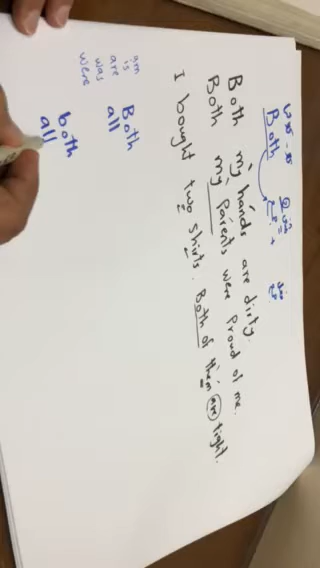 Both
Both my hands are dirty.
Both my parents were proud of me.
I bought two shirts. Both of them are tight.
am
is
are
was
were
Both
all
both
all